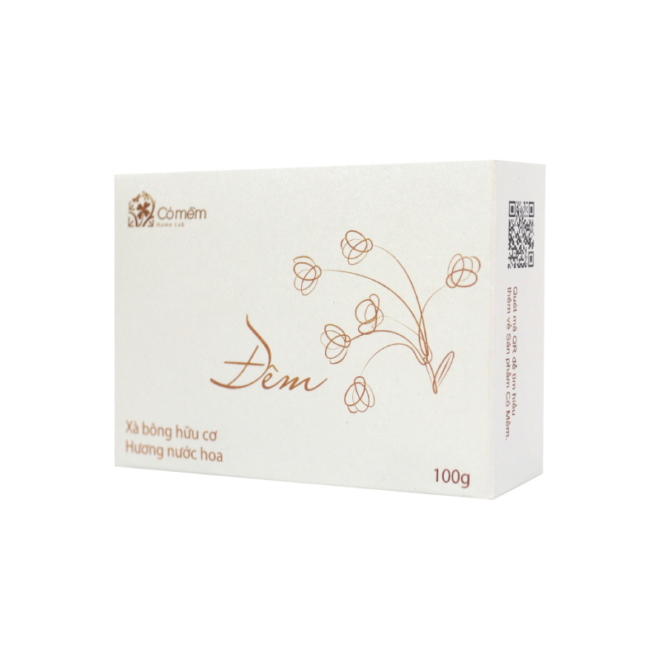 Cỏ mềm
Home Lab
Đêm
Xà bông hữu cơ
Hương nước hoa
100g
Quét mã QR để tìm hiểu
thêm về Sản phẩm Cỏ Mềm.